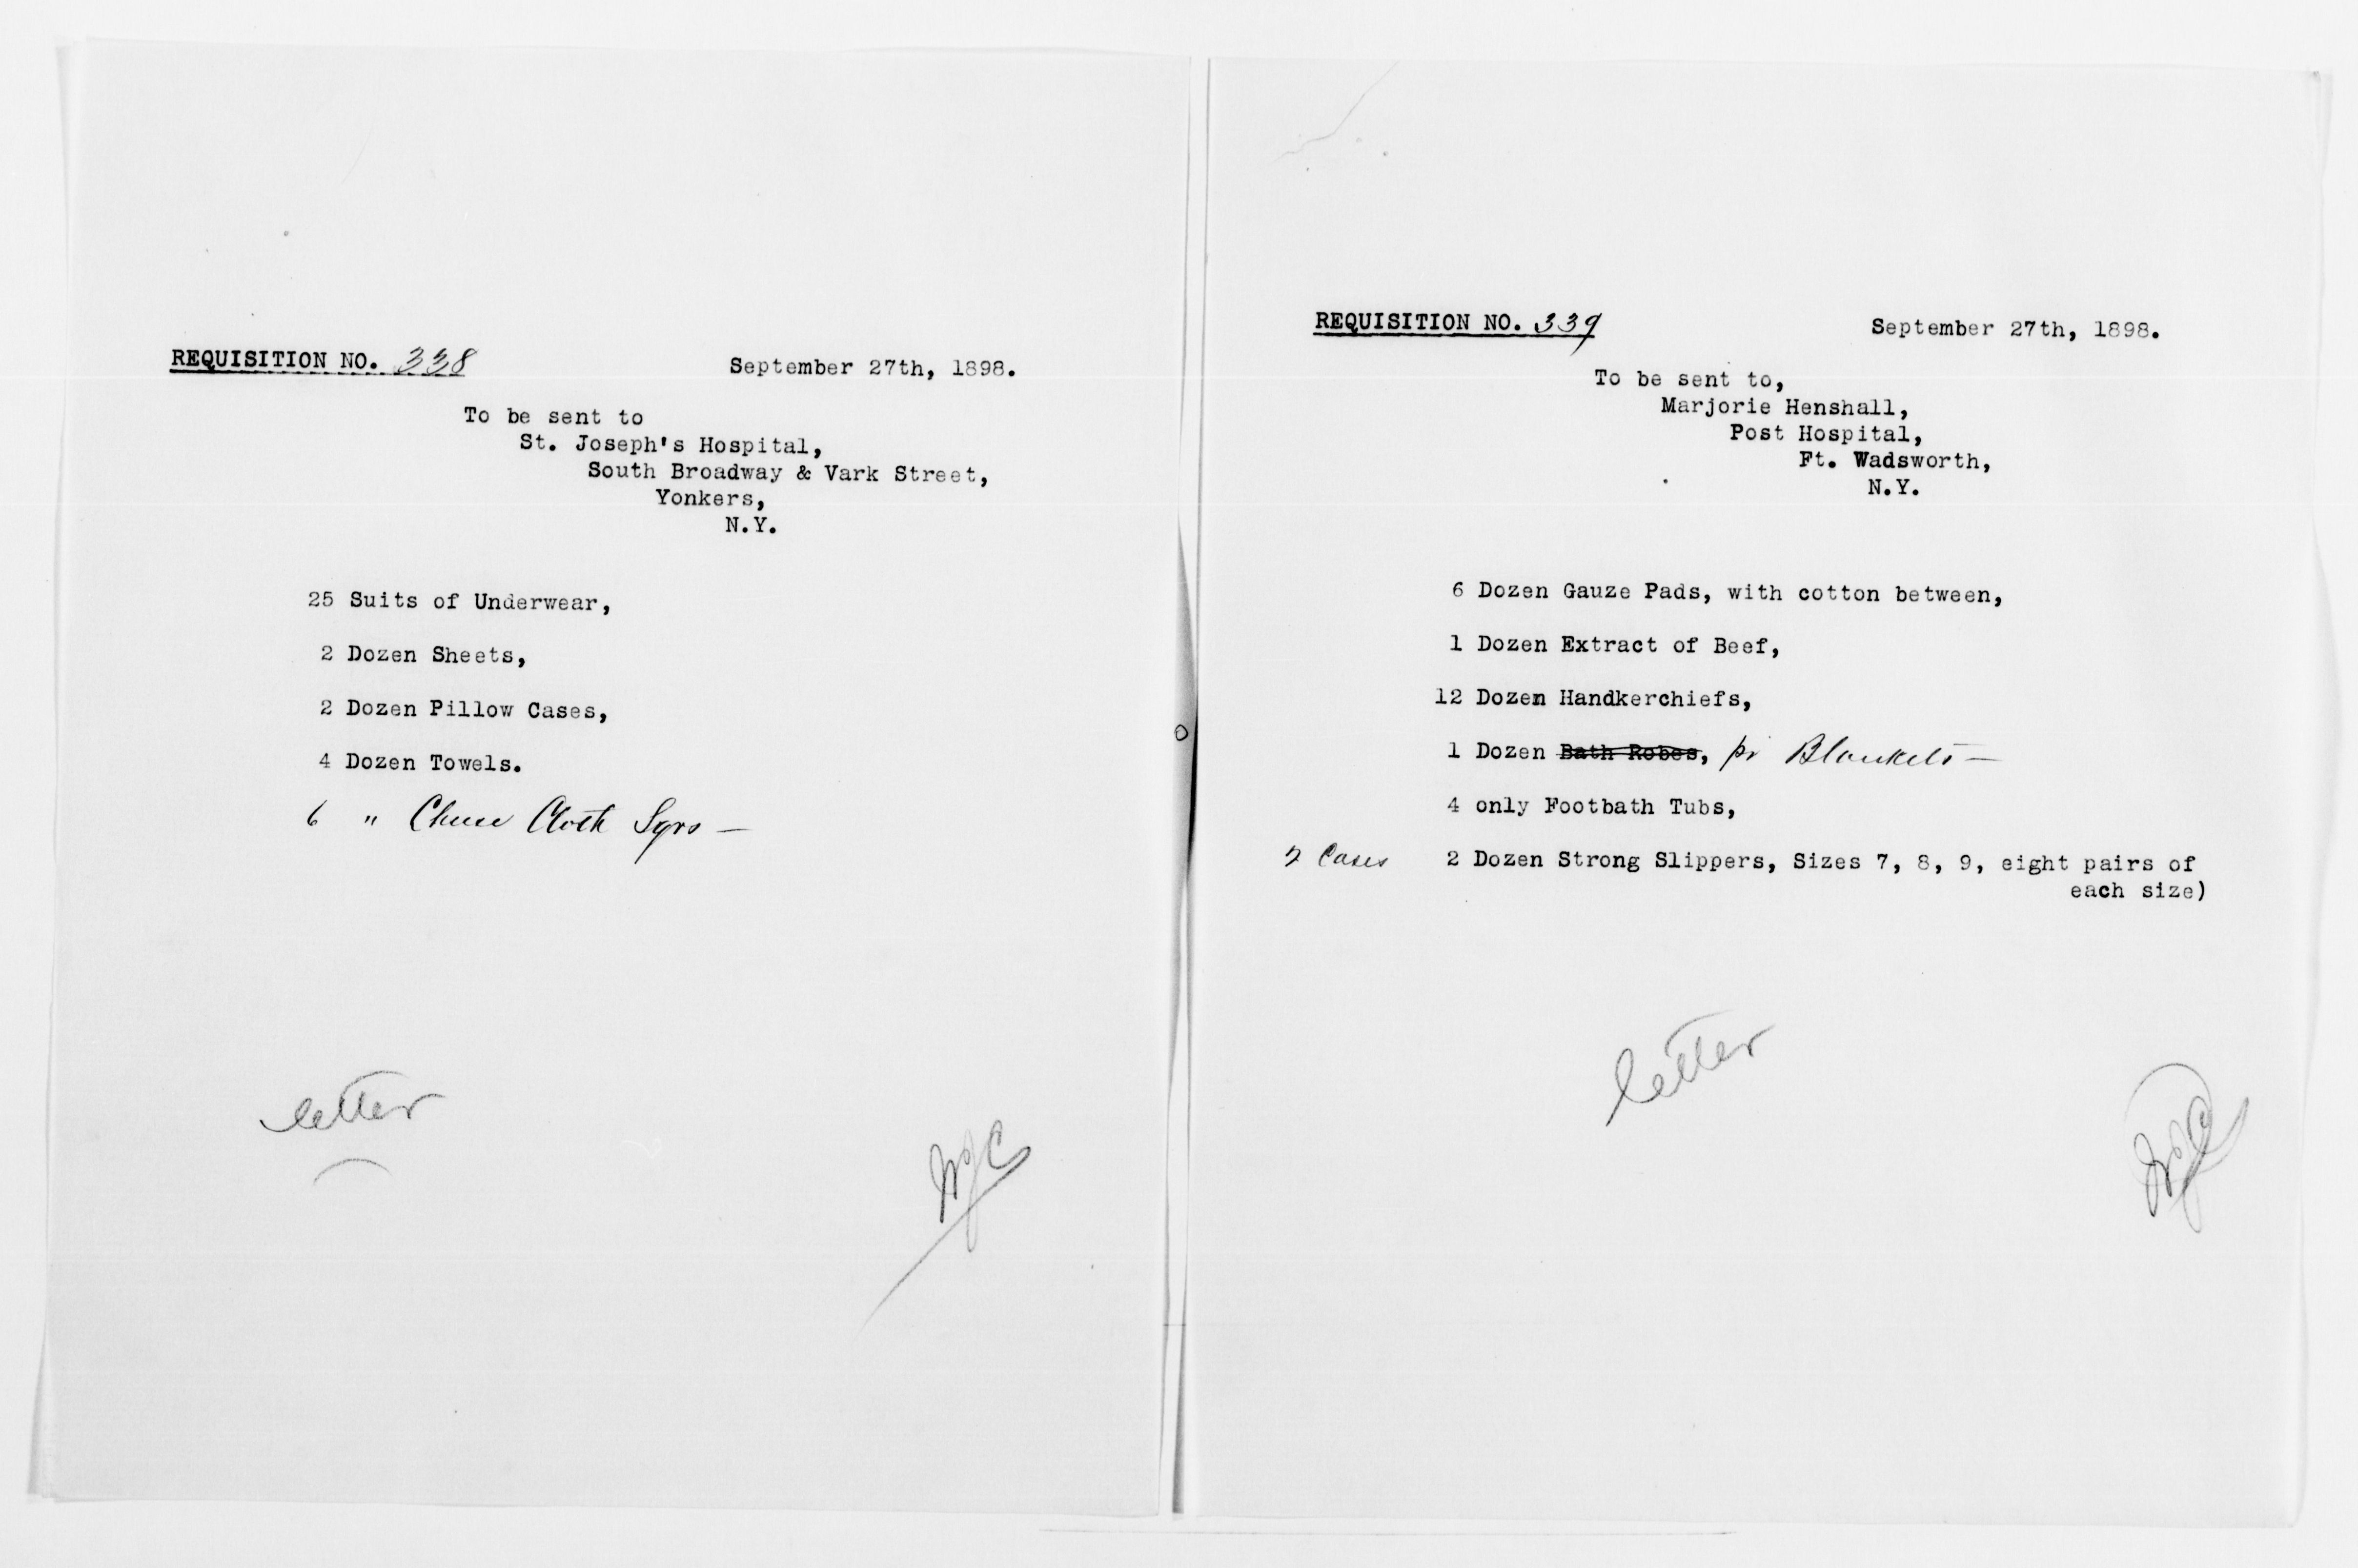 REQUISITION NO. 338
September 27th, 1898.
To be sent to
St. Joseph's Hospital,
South Broadway & Vark Street,
Yonkers,
N.Y.
25 Suits of Underwear,
2 Dozen Sheets,
2 Dozen Pillow Cases,
4 Dozen Towels.
6 " Cheese Cloth Sqrs —
letter
REQUISITION NO. 339
September 27th, 1898.
To be sent to,
Marjorie Henshall,
Post Hospital,
Ft. Wadsworth,
N.Y.
6 Dozen Gauze Pads, with cotton between,
1 Dozen Extract of Beef,
12 Dozen Handkerchiefs,
1 Dozen Bath Robes, pr Blankets —
4 only Footbath Tubs,
2 Cases 2 Dozen Strong Slippers, Sizes 7, 8, 9, eight pairs of
each size)
letter